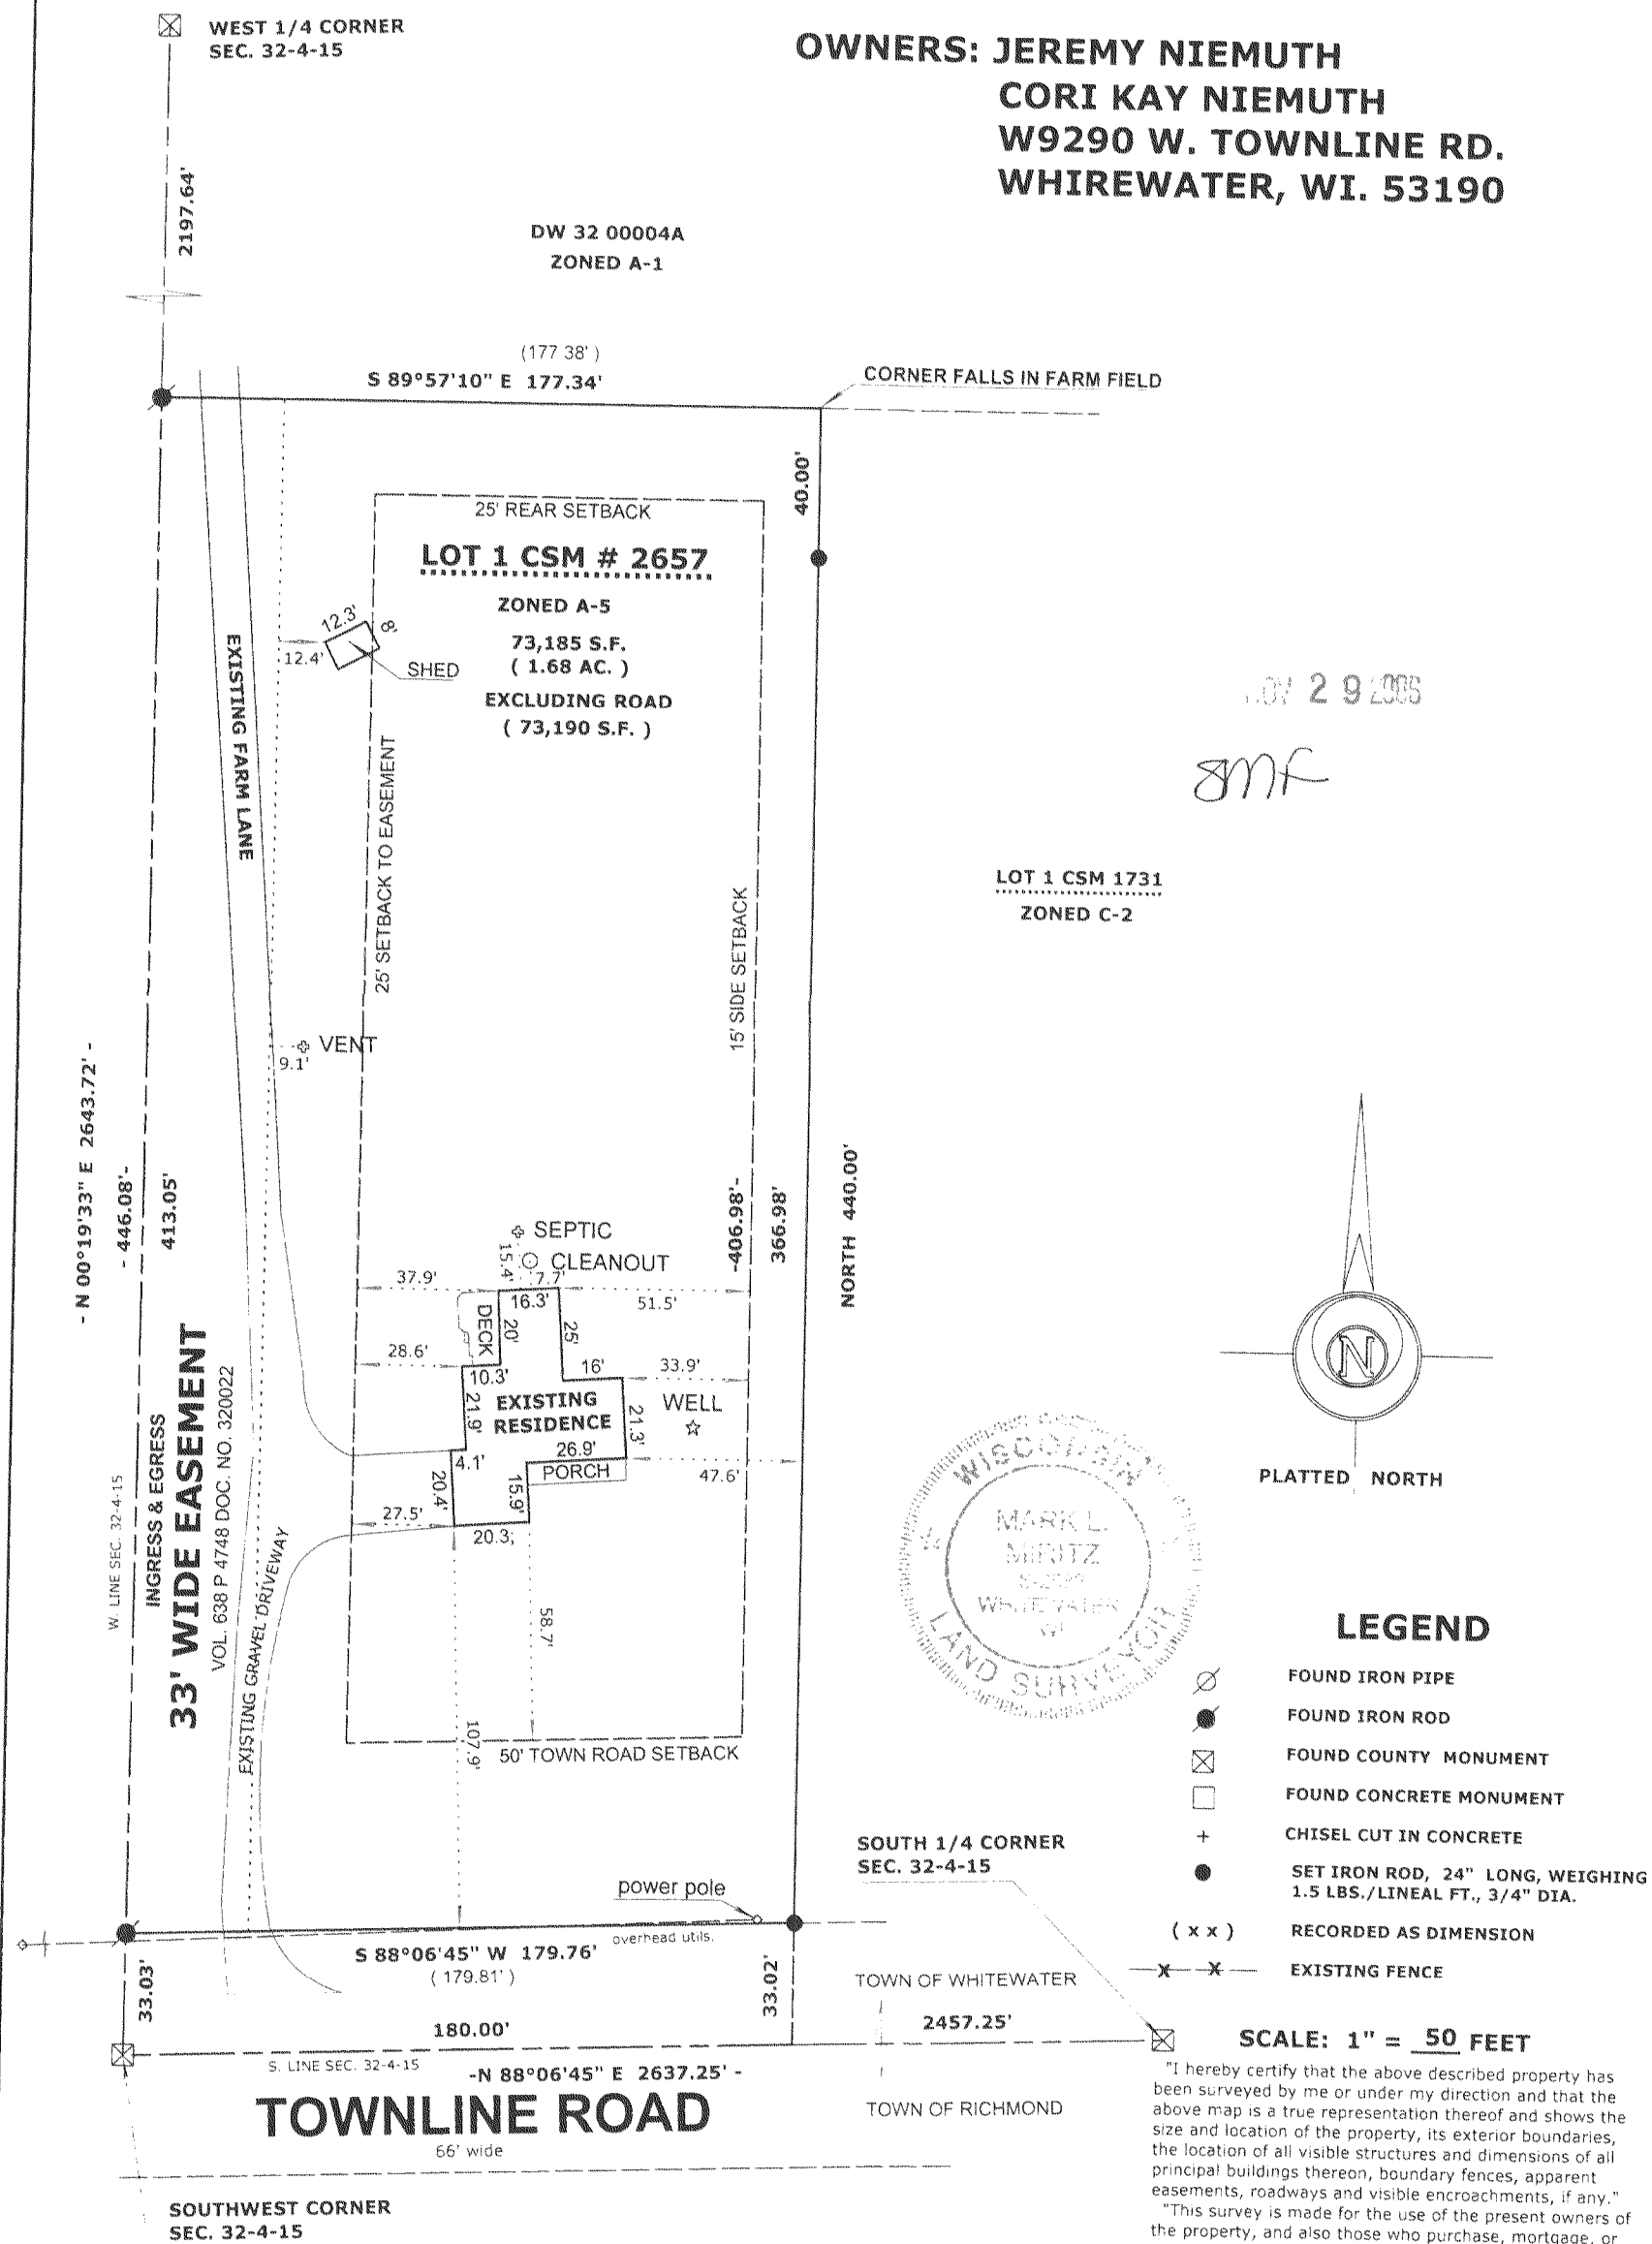 WEST 1/4 CORNER
SEC. 32-4-15
OWNERS: JEREMY NIEMUTH
CORI KAY NIEMUTH
W9290 W. TOWNLINE RD.
WHIREWATER, WI. 53190
2197.64'
DW 32 00004A
ZONED A-1
(177 38' )
S 89°57'10" E 177.34'
CORNER FALLS IN FARM FIELD
40.00'
25' REAR SETBACK
LOT 1 CSM # 2657
ZONED A-5
73,185 S.F.
( 1.68 AC. )
EXCLUDING ROAD
( 73,190 S.F. )
12.3'
8'
12.4'
SHED
EXISTING FARM LANE
25' SETBACK TO EASEMENT
15' SIDE SETBACK
2 9
SMF
LOT 1 CSM 1731
ZONED C-2
VENT
9.1'
- N 00°19'33" E 2643.72' -
- 446.08'-
413.05'
-406.98'-
366.98'
NORTH 440.00'
SEPTIC
CLEANOUT
15.4'
7.7'
37.9'
16.3'
51.5'
DECK
20'
25'
28.6'
10.3'
16'
33.9'
EXISTING
RESIDENCE
21.9'
21.3'
WELL
26.9'
4.1'
PORCH
47.6'
20.4'
15.9'
27.5'
20.3;
58.7'
107.9'
50' TOWN ROAD SETBACK
W. LINE SEC. 32-4-15
INGRESS & EGRESS
33' WIDE EASEMENT
VOL. 638 P 4748 DOC. NO. 320022
EXISTING GRAVEL DRIVEWAY
N
PLATTED NORTH
WISCONSIN
MARK L.
MIRITZ
WHITEWATER
WI
LAND SURVEYOR
LEGEND
FOUND IRON PIPE
FOUND IRON ROD
FOUND COUNTY MONUMENT
FOUND CONCRETE MONUMENT
+ CHISEL CUT IN CONCRETE
SET IRON ROD, 24" LONG, WEIGHING
1.5 LBS./LINEAL FT., 3/4" DIA.
( x x ) RECORDED AS DIMENSION
—X—X— EXISTING FENCE
SOUTH 1/4 CORNER
SEC. 32-4-15
power pole
overhead utils.
S 88°06'45" W 179.76'
( 179.81' )
33.03'
33.02'
TOWN OF WHITEWATER
180.00'
2457.25'
S. LINE SEC. 32-4-15
-N 88°06'45" E 2637.25' -
TOWNLINE ROAD
66' wide
TOWN OF RICHMOND
SOUTHWEST CORNER
SEC. 32-4-15
SCALE: 1" = 50 FEET
"I hereby certify that the above described property has
been surveyed by me or under my direction and that the
above map is a true representation thereof and shows the
size and location of the property, its exterior boundaries,
the location of all visible structures and dimensions of all
principal buildings thereon, boundary fences, apparent
easements, roadways and visible encroachments, if any."
"This survey is made for the use of the present owners of
the property, and also those who purchase, mortgage, or